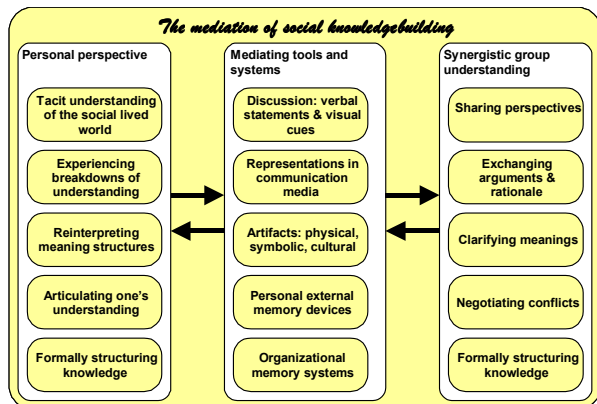 The mediation of social knowledgebuilding
Personal perspective
Tacit understanding
of the social lived
world
Experiencing
breakdowns of
understanding
Reinterpreting
meaning structures
Articulating one's
understanding
Formally structuring
knowledge
Mediating tools and
systems
Discussion: verbal
statements & visual
cues
Representations in
communication
media
Artifacts: physical,
symbolic, cultural
Personal external
memory devices
Organizational
memory systems
Synergistic group
understanding
Sharing perspectives
Exchanging
arguments &
rationale
Clarifying meanings
Negotiating conflicts
Formally structuring
knowledge